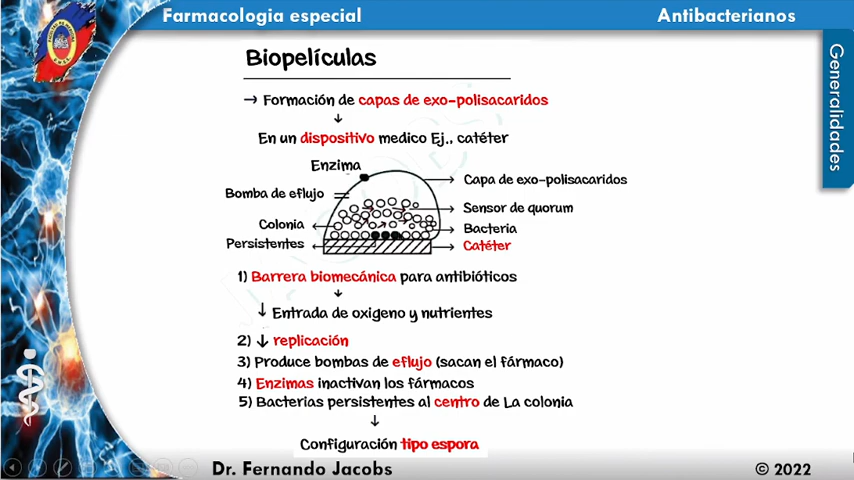 Farmacologia especial
Antibacterianos
Generalidades
Biopelículas
→ Formación de capas de exo-polisacaridos
↓
En un dispositivo medico Ej., catéter
Enzima
Bomba de eflujo
Colonia
Persistentes
Capa de exo-polisacaridos
Sensor de quorum
Bacteria
Catéter
1) Barrera biomecánica para antibióticos
↓
↓ Entrada de oxigeno y nutrientes
2) ↓ replicación
3) Produce bombas de eflujo (sacan el fármaco)
4) Enzimas inactivan los fármacos
5) Bacterias persistentes al centro de La colonia
↓
Configuración tipo espora
Dr. Fernando Jacobs
© 2022